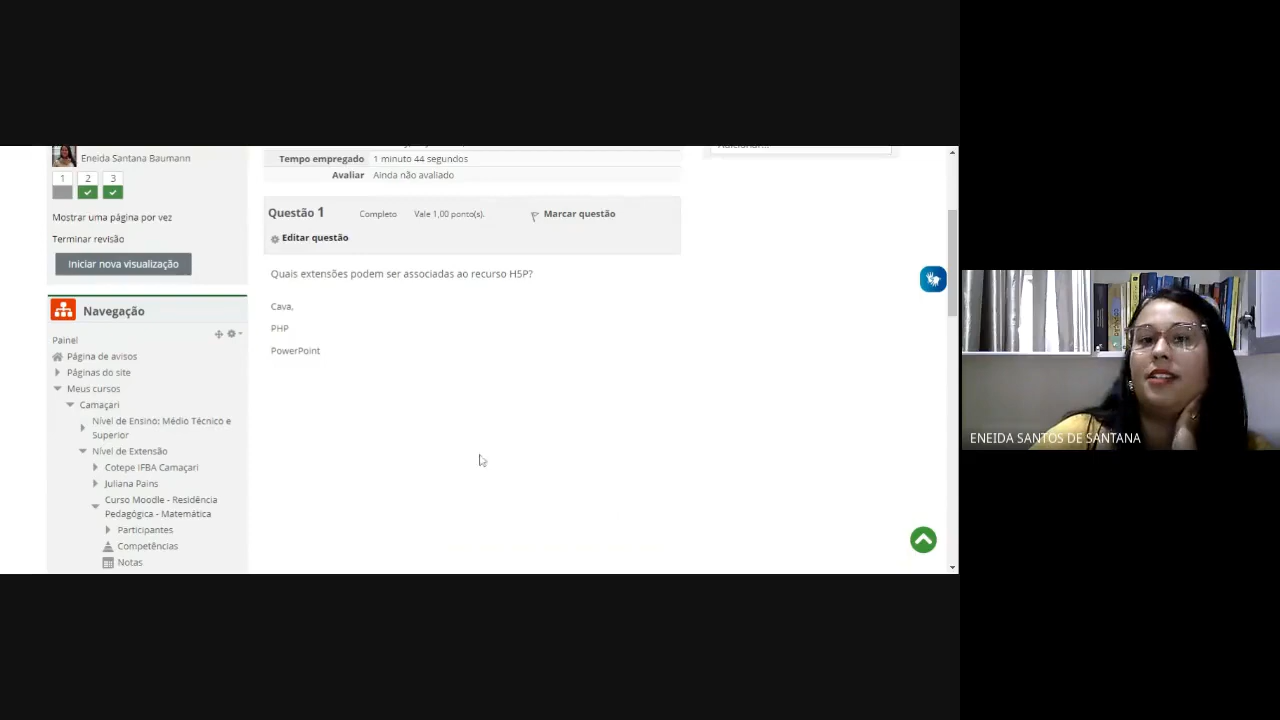 Eneida Santana Baumann
1 2 3
Mostrar uma página por vez
Terminar revisão
Iniciar nova visualização
Navegação
Painel
Página de avisos
Páginas do site
Meus cursos
Camaçari
Nível de Ensino: Médio Técnico e
Superior
Nível de Extensão
Cotepe IFBA Camaçari
Juliana Pains
Curso Moodle - Residência
Pedagógica - Matemática
Participantes
Competências
Notas
Tempo empregado 1 minuto 44 segundos
Avaliar Ainda não avaliado
Questão 1 Completo Vale 1,00 ponto(s). Marcar questão
Editar questão
Quais extensões podem ser associadas ao recurso H5P?
Cava,
PHP
PowerPoint
ENEIDA SANTOS DE SANTANA